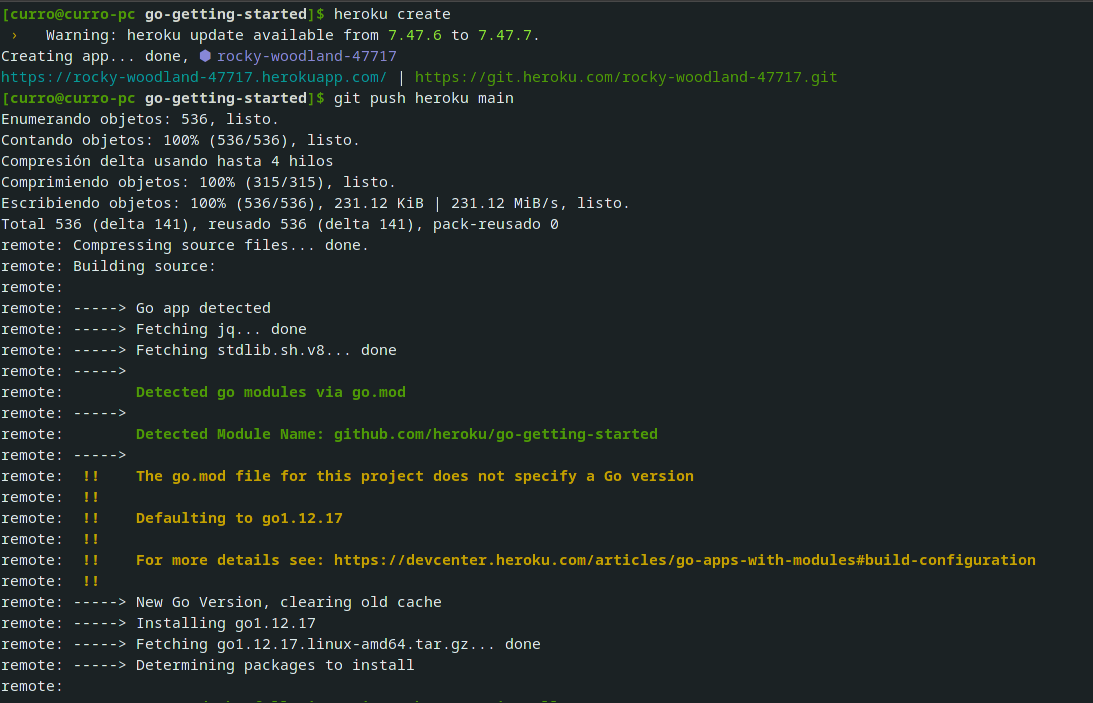 [curro@curro-pc go-getting-started]$ heroku create
 ›   Warning: heroku update available from 7.47.6 to 7.47.7.
Creating app... done, ⬢ rocky-woodland-47717
https://rocky-woodland-47717.herokuapp.com/ | https://git.heroku.com/rocky-woodland-47717.git
[curro@curro-pc go-getting-started]$ git push heroku main
Enumerando objetos: 536, listo.
Contando objetos: 100% (536/536), listo.
Compresión delta usando hasta 4 hilos
Comprimiendo objetos: 100% (315/315), listo.
Escribiendo objetos: 100% (536/536), 231.12 KiB | 231.12 MiB/s, listo.
Total 536 (delta 141), reusado 536 (delta 141), pack-reusado 0
remote: Compressing source files... done.
remote: Building source:
remote:
remote: -----> Go app detected
remote: -----> Fetching jq... done
remote: -----> Fetching stdlib.sh.v8... done
remote: ----->
remote:        Detected go modules via go.mod
remote: ----->
remote:        Detected Module Name: github.com/heroku/go-getting-started
remote: ----->
remote:  !!    The go.mod file for this project does not specify a Go version
remote:  !!
remote:  !!    Defaulting to go1.12.17
remote:  !!
remote:  !!    For more details see: https://devcenter.heroku.com/articles/go-apps-with-modules#build-configuration
remote:  !!
remote: -----> New Go Version, clearing old cache
remote: -----> Installing go1.12.17
remote: -----> Fetching go1.12.17.linux-amd64.tar.gz... done
remote: -----> Determining packages to install
remote: